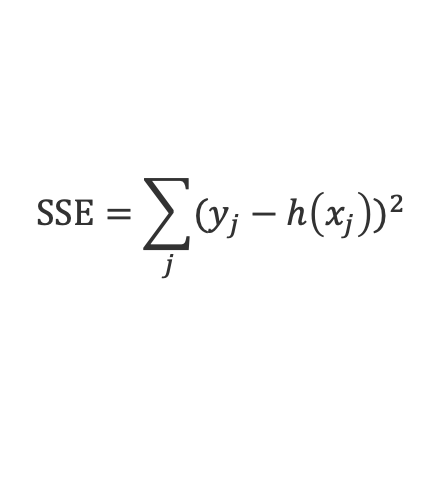 SSE = ∑_j (y_j − h(x_j))²